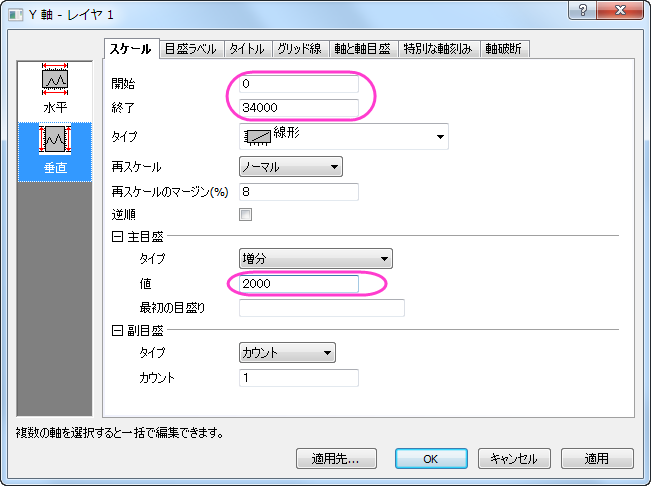 Y 軸 - レイヤ 1
スケール 目盛ラベル タイトル グリッド線 軸と軸目盛 特別な軸刻み 軸破断
水平
垂直
開始 0
終了 34000
タイプ 線形
再スケール ノーマル
再スケールのマージン(%) 8
逆順
主目盛
タイプ 増分
値 2000
最初の目盛り
副目盛
タイプ カウント
カウント 1
複数の軸を選択すると一括で編集できます。
適用先... OK キャンセル 適用